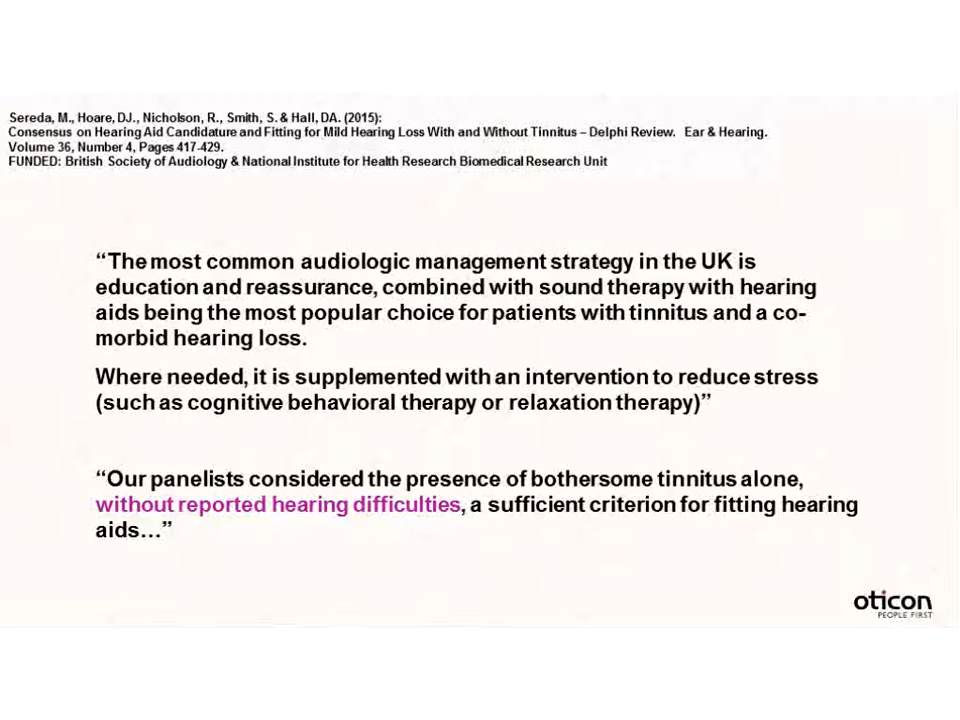 Sereda, M., Hoare, DJ., Nicholson, R., Smith, S. & Hall, DA. (2015):
Consensus on Hearing Aid Candidature and Fitting for Mild Hearing Loss With and Without Tinnitus – Delphi Review. Ear & Hearing.
Volume 36, Number 4, Pages 417-429.
FUNDED: British Society of Audiology & National Institute for Health Research Biomedical Research Unit
“The most common audiologic management strategy in the UK is
education and reassurance, combined with sound therapy with hearing
aids being the most popular choice for patients with tinnitus and a co-
morbid hearing loss.
Where needed, it is supplemented with an intervention to reduce stress
(such as cognitive behavioral therapy or relaxation therapy)”
“Our panelists considered the presence of bothersome tinnitus alone,
without reported hearing difficulties, a sufficient criterion for fitting hearing
aids…”
oticon
PEOPLE FIRST